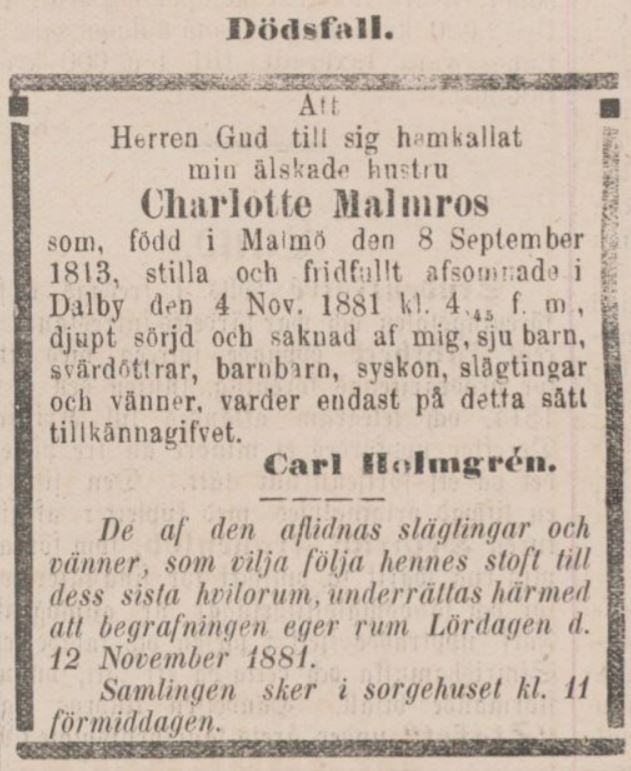 Dödsfall.
Att
Herren Gud till sig hemkallat
min älskade hustru
Charlotte Malmros
som, född i Malmö den 8 September
1813, stilla och fridfullt afsomnade i
Dalby den 4 Nov. 1881 kl. 4,45 f. m,
djupt sörjd och saknad af mig, sju barn,
svärdöttrar, barnbarn, syskon, slägtingar
och vänner, varder endast på detta sätt
tillkännagifvet.
Carl Holmgrén.
De af den aflidnas slägtingar och
vänner, som vilja följa hennes stoft till
dess sista hvilorum, underrättas härmed
att begrafningen eger rum Lördagen d.
12 November 1881.
Samlingen sker i sorgehuset kl. 11
förmiddagen.